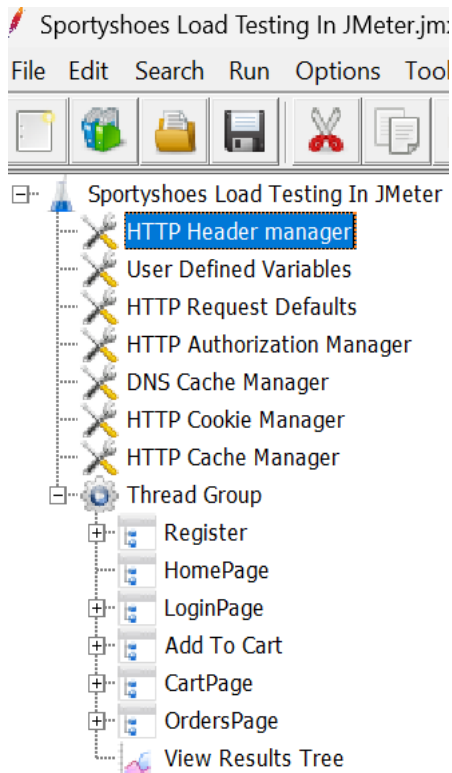 Sportyshoes Load Testing In JMeter.jmx
File Edit Search Run Options Tool
Sportyshoes Load Testing In JMeter
HTTP Header manager
User Defined Variables
HTTP Request Defaults
HTTP Authorization Manager
DNS Cache Manager
HTTP Cookie Manager
HTTP Cache Manager
Thread Group
Register
HomePage
LoginPage
Add To Cart
CartPage
OrdersPage
View Results Tree